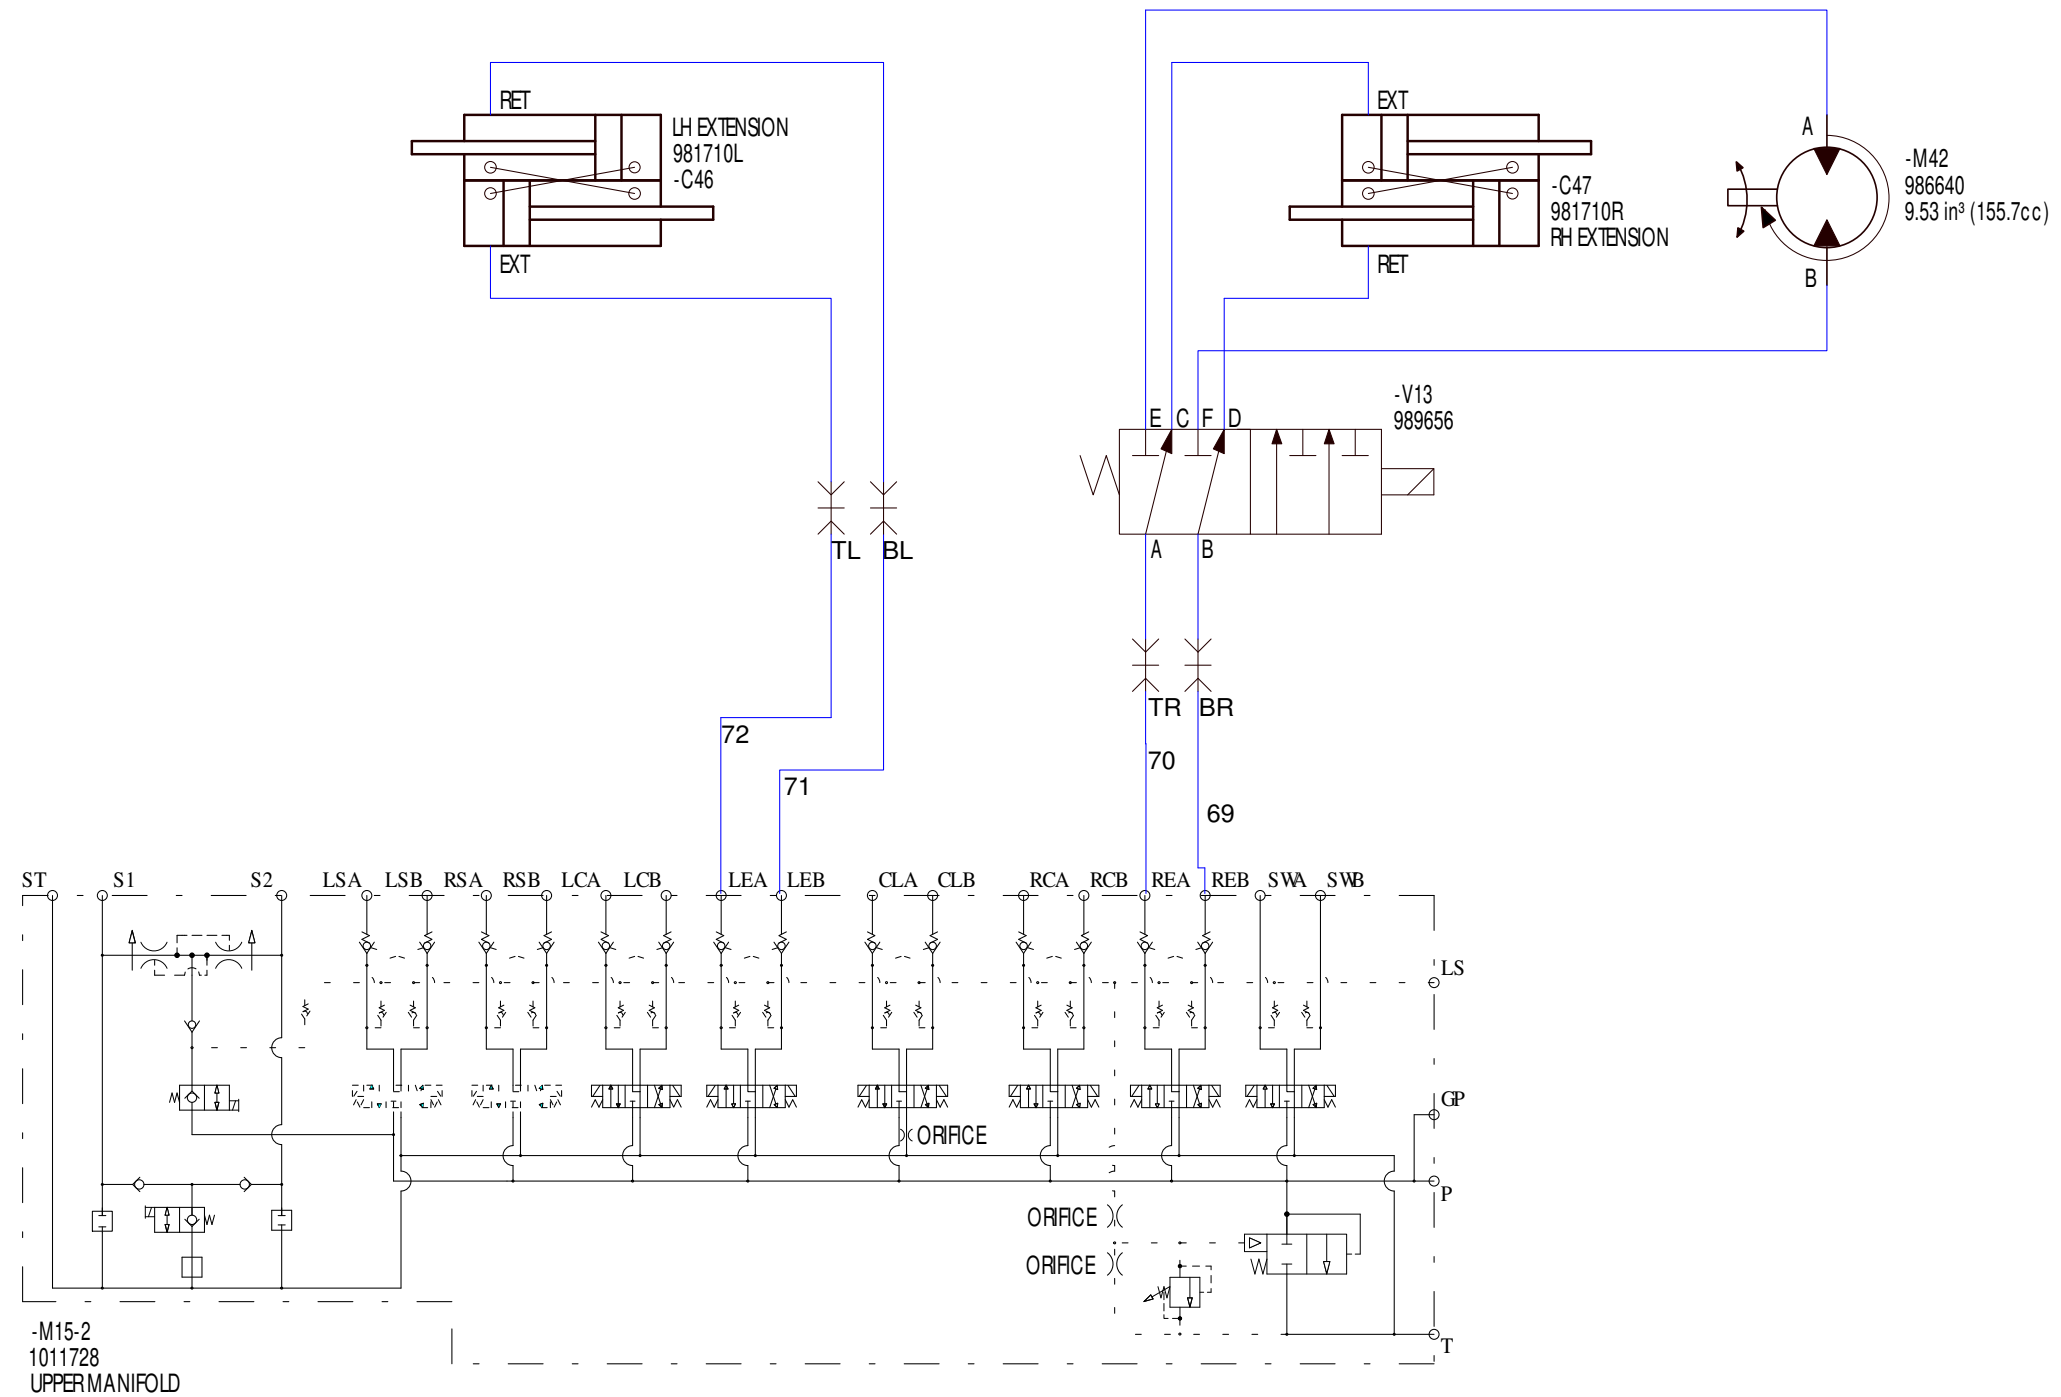 RET
LH EXTENSION
981710L
-C46
EXT
EXT
-C47
981710R
RH EXTENSION
RET
A
-M42
986640
9.53 in³ (155.7cc)
B
-V13
989656
E C F D
A B
TL BL
TR BR
72
71
70
69
ST S1 S2 LSA LSB RSA RSB LCA LCB LEA LEB CLA CLB RCA RCB REA REB SWA SWB
LS
GP
ORIFICE
P
ORIFICE
ORIFICE
T
-M15-2
1011728
UPPER MANIFOLD